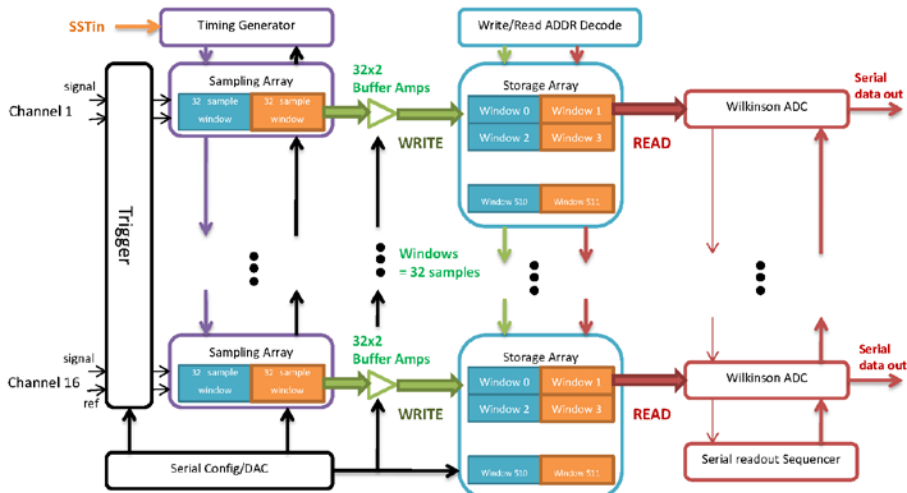 SSTin
Timing Generator
Write/Read ADDR Decode
32x2
Buffer Amps
signal
Channel 1
Sampling Array
32 sample
window
32 sample
window
WRITE
Storage Array
Window 0
Window 1
Window 2
Window 3
Window 510
Window 511
READ
Wilkinson ADC
Serial
data out
Trigger
Windows
= 32 samples
signal
Channel 16
ref
Sampling Array
32 sample
window
32 sample
window
32x2
Buffer Amps
WRITE
Storage Array
Window 0
Window 1
Window 2
Window 3
Window 510
Window 511
READ
Wilkinson ADC
Serial
data out
Serial Config/DAC
Serial readout Sequencer